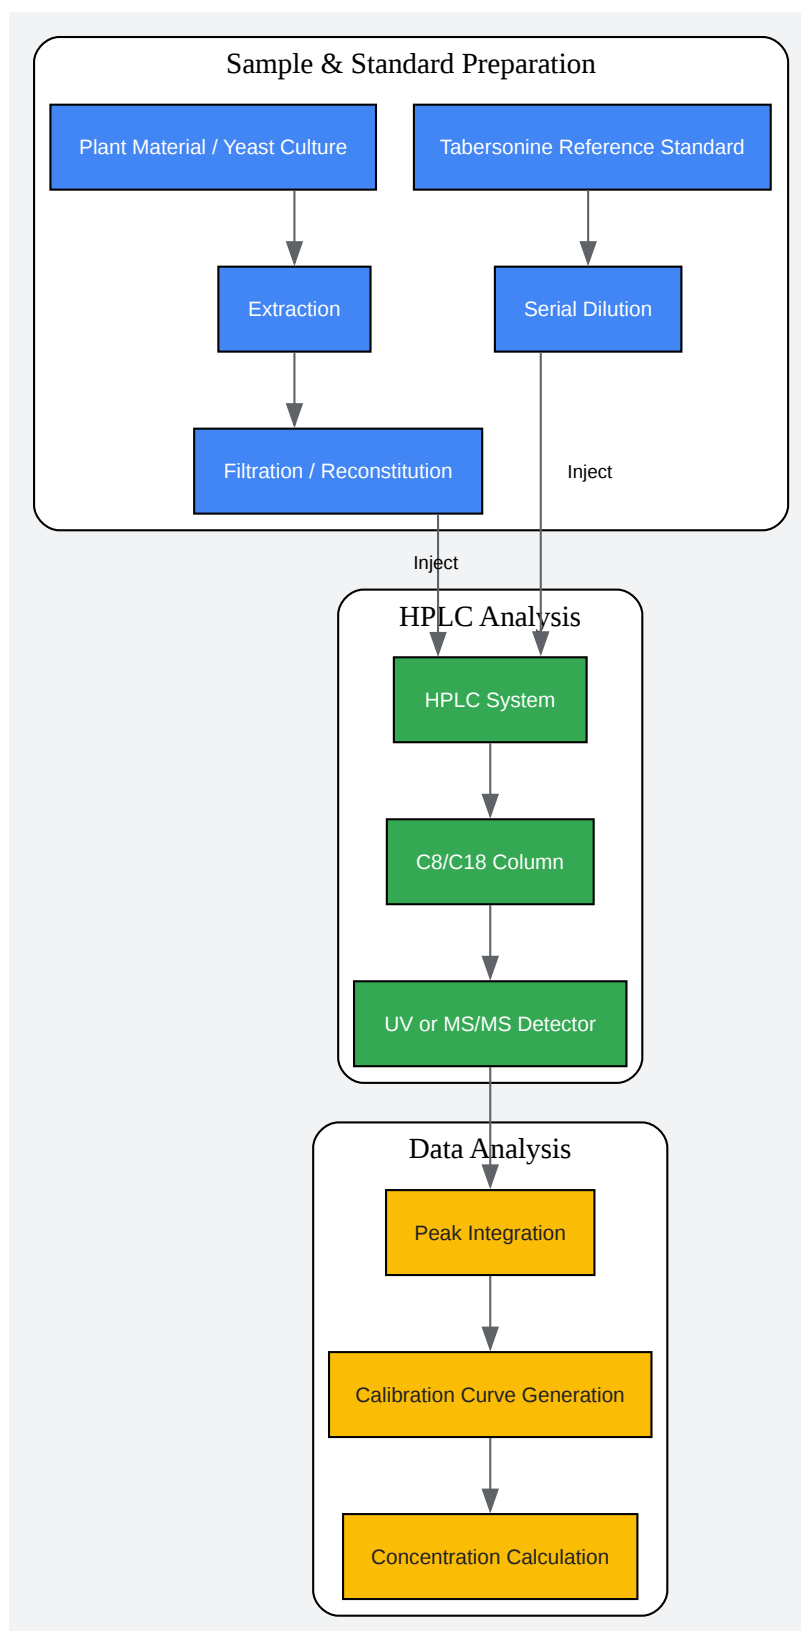 Sample & Standard Preparation
Plant Material / Yeast Culture
Tabersonine Reference Standard
Extraction
Serial Dilution
Filtration / Reconstitution
Inject
Inject
HPLC Analysis
HPLC System
C8/C18 Column
UV or MS/MS Detector
Data Analysis
Peak Integration
Calibration Curve Generation
Concentration Calculation